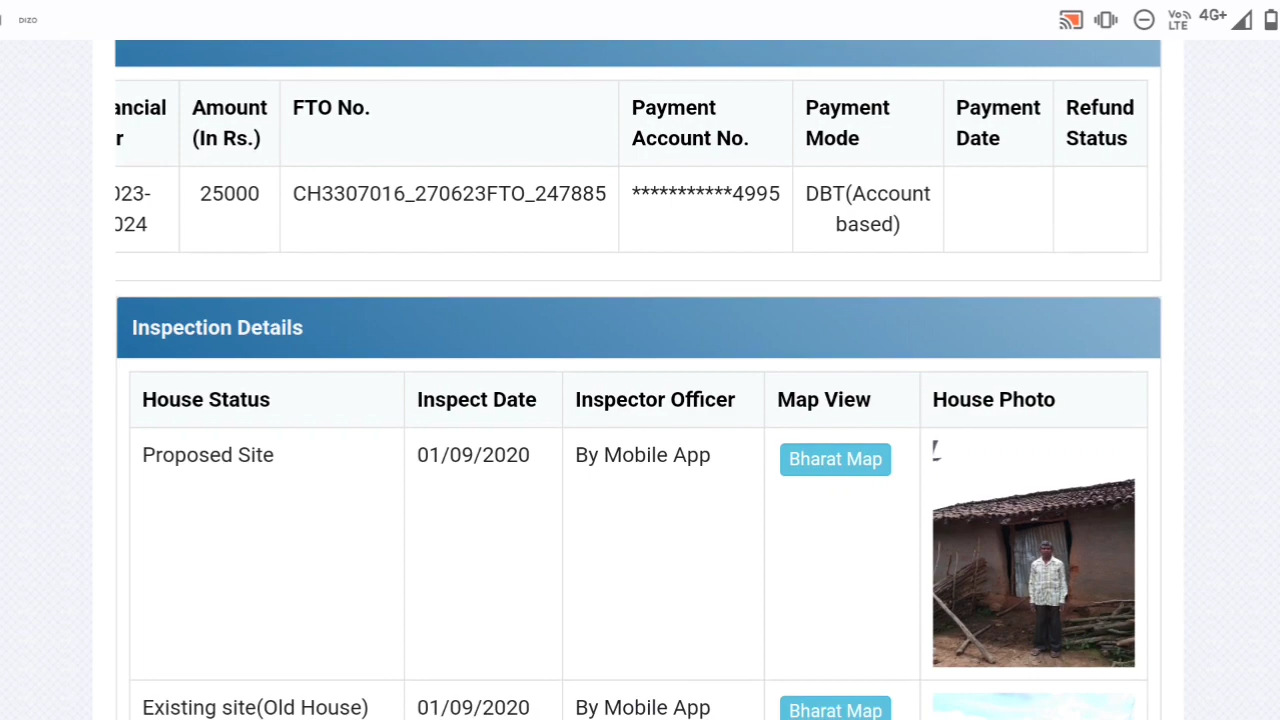 DIZO
Vo LTE 4G+
ancial r Amount (In Rs.) FTO No. Payment Account No. Payment Mode Payment Date Refund Status
023- 024 25000 CH3307016_270623FTO_247885 ***********4995 DBT(Account based)
Inspection Details
House Status Inspect Date Inspector Officer Map View House Photo
Proposed Site 01/09/2020 By Mobile App Bharat Map
Existing site(Old House) 01/09/2020 By Mobile App Bharat Map